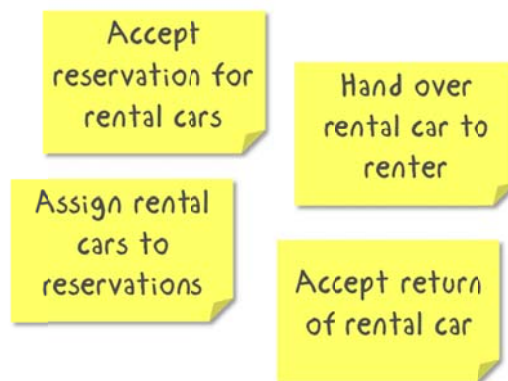 Accept
reservation for
rental cars
Hand over
rental car to
renter
Assign rental
cars to
reservations
Accept return
of rental car